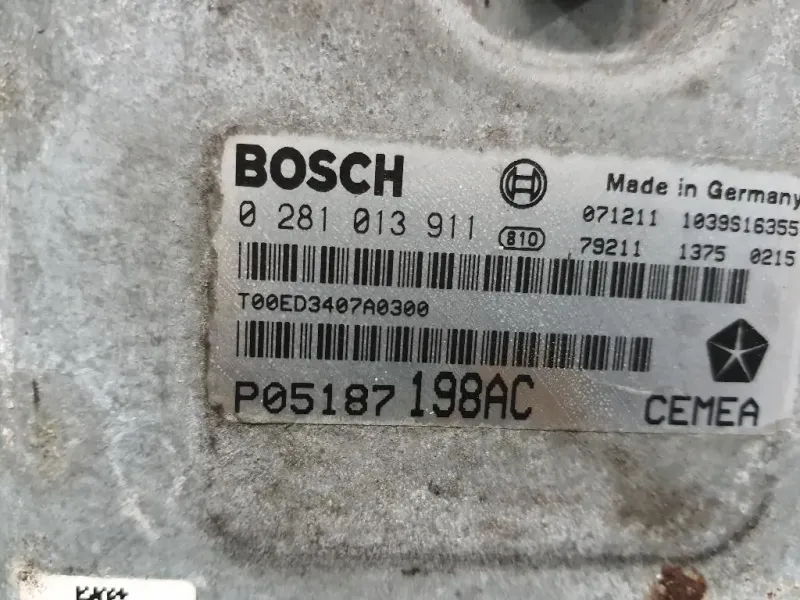 BOSCH
Made in Germany
0 281 013 911
810
071211 1039S16355
79211 1375 0215
T00ED3407A0300
P05187198AC
CEMEA